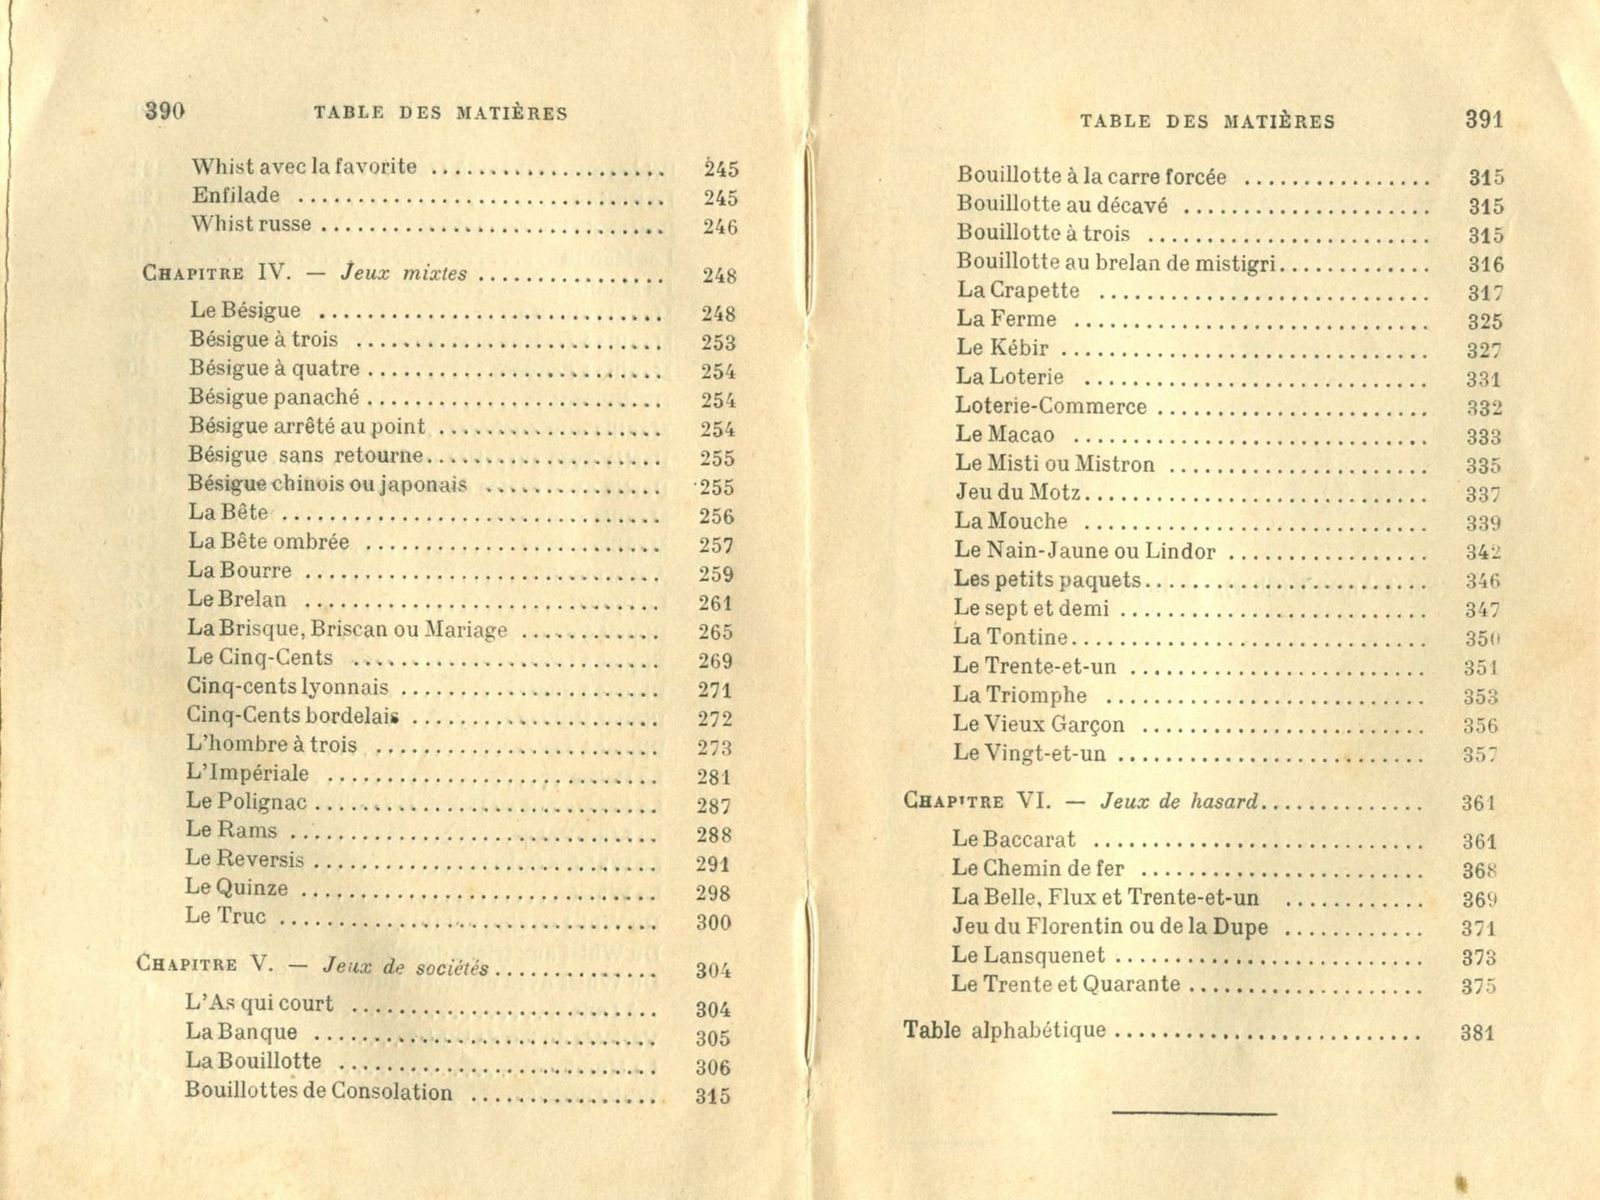 390 TABLE DES MATIÈRES
Whist avec la favorite .................... 245
Enfilade .............................. 245
Whist russe ............................. 246
CHAPITRE IV. — Jeux mixtes ................ 248
Le Bésigue ............................. 248
Bésigue à trois .......................... 253
Bésigue à quatre ......................... 254
Bésigue panaché ......................... 254
Bésigue arrêté au point ................... 254
Bésigue sans retourne.................... 255
Bésigue chinois ou japonais ............... 255
La Bête ................................ 256
La Bête ombrée ......................... 257
La Bourre .............................. 259
Le Brelan .............................. 261
La Brisque, Briscan ou Mariage ............ 265
Le Cinq-Cents .......................... 269
Cinq-cents lyonnais ...................... 271
Cinq-Cents bordelais ..................... 272
L'hombre à trois ........................ 273
L'Impériale ............................ 281
Le Polignac ............................. 287
Le Rams ............................... 288
Le Reversis ............................. 291
Le Quinze .............................. 298
Le Truc ................................ 300
CHAPITRE V. — Jeux de sociétés .............. 304
L'As qui court .......................... 304
La Banque ............................. 305
La Bouillotte ........................... 306
Bouillottes de Consolation ................ 315
TABLE DES MATIÈRES 391
Bouillotte à la carre forcée ................ 315
Bouillotte au décavé ..................... 315
Bouillotte à trois ........................ 315
Bouillotte au brelan de mistigri............. 316
La Crapette ............................ 317
La Ferme .............................. 325
Le Kébir ............................... 327
La Loterie ............................. 331
Loterie-Commerce ....................... 332
Le Macao .............................. 333
Le Misti ou Mistron ...................... 335
Jeu du Motz............................. 337
La Mouche ............................. 339
Le Nain-Jaune ou Lindor ................. 342
Les petits paquets........................ 346
Le sept et demi .......................... 347
La Tontine.............................. 350
Le Trente-et-un ......................... 351
La Triomphe ........................... 353
Le Vieux Garçon ........................ 356
Le Vingt-et-un .......................... 357
CHAPITRE VI. — Jeux de hasard.............. 361
Le Baccarat ............................ 361
Le Chemin de fer ........................ 368
La Belle, Flux et Trente-et-un ............ 369
Jeu du Florentin ou de la Dupe ............ 371
Le Lansquenet .......................... 373
Le Trente et Quarante .................... 375
Table alphabétique .......................... 381